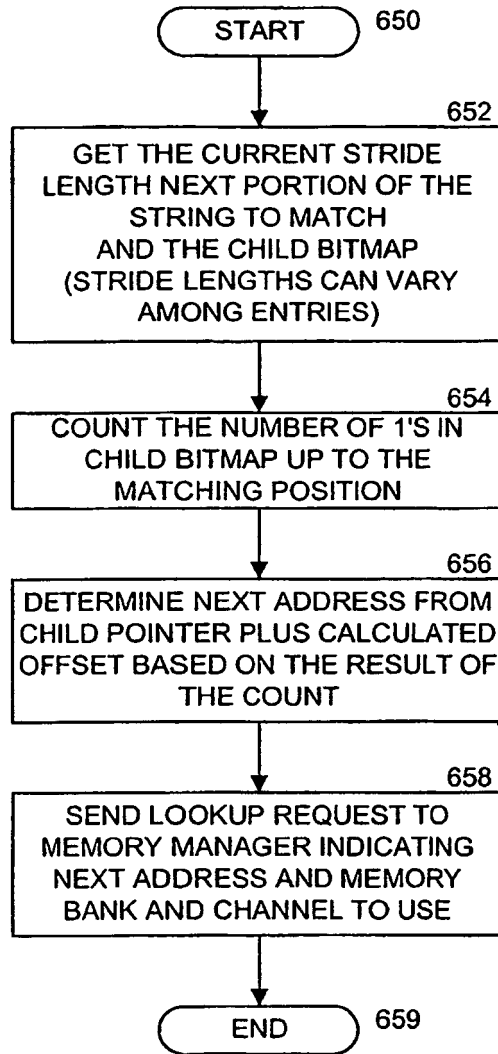 START
650
652
GET THE CURRENT STRIDE
LENGTH NEXT PORTION OF THE
STRING TO MATCH
AND THE CHILD BITMAP
(STRIDE LENGTHS CAN VARY
AMONG ENTRIES)
654
COUNT THE NUMBER OF 1'S IN
CHILD BITMAP UP TO THE
MATCHING POSITION
656
DETERMINE NEXT ADDRESS FROM
CHILD POINTER PLUS CALCULATED
OFFSET BASED ON THE RESULT OF
THE COUNT
658
SEND LOOKUP REQUEST TO
MEMORY MANAGER INDICATING
NEXT ADDRESS AND MEMORY
BANK AND CHANNEL TO USE
END
659